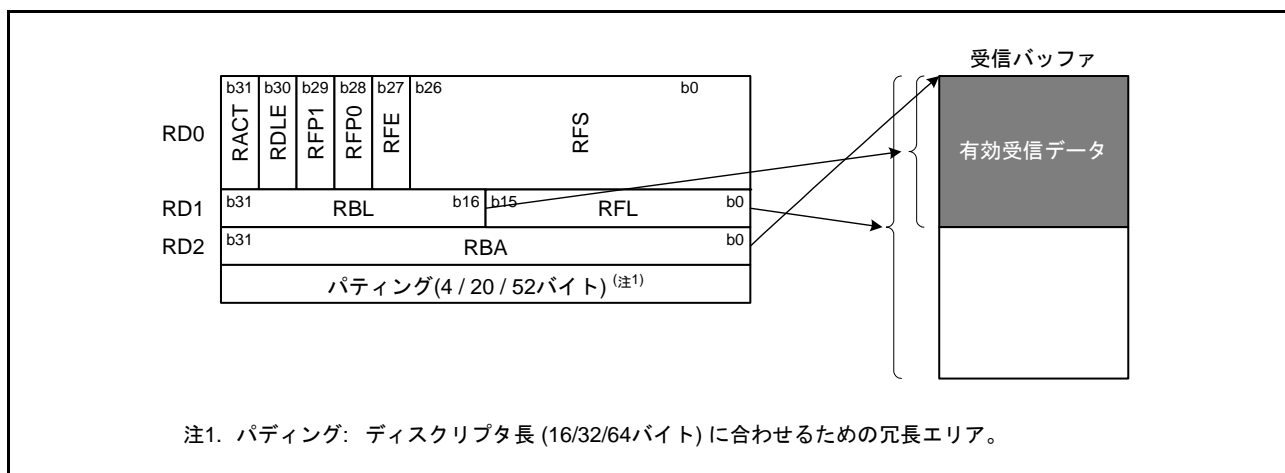 受信バッファ
b31 b30 b29 b28 b27 b26 b0
RD0 RACT RDLE RFP1 RFP0 RFE RFS
有効受信データ
RD1 b31 RBL b16 b15 RFL b0
RD2 b31 RBA b0
パティング(4 / 20 / 52バイト) (注1)
注1. パディング: ディスクリプタ長 (16/32/64バイト) に合わせるための冗長エリア。